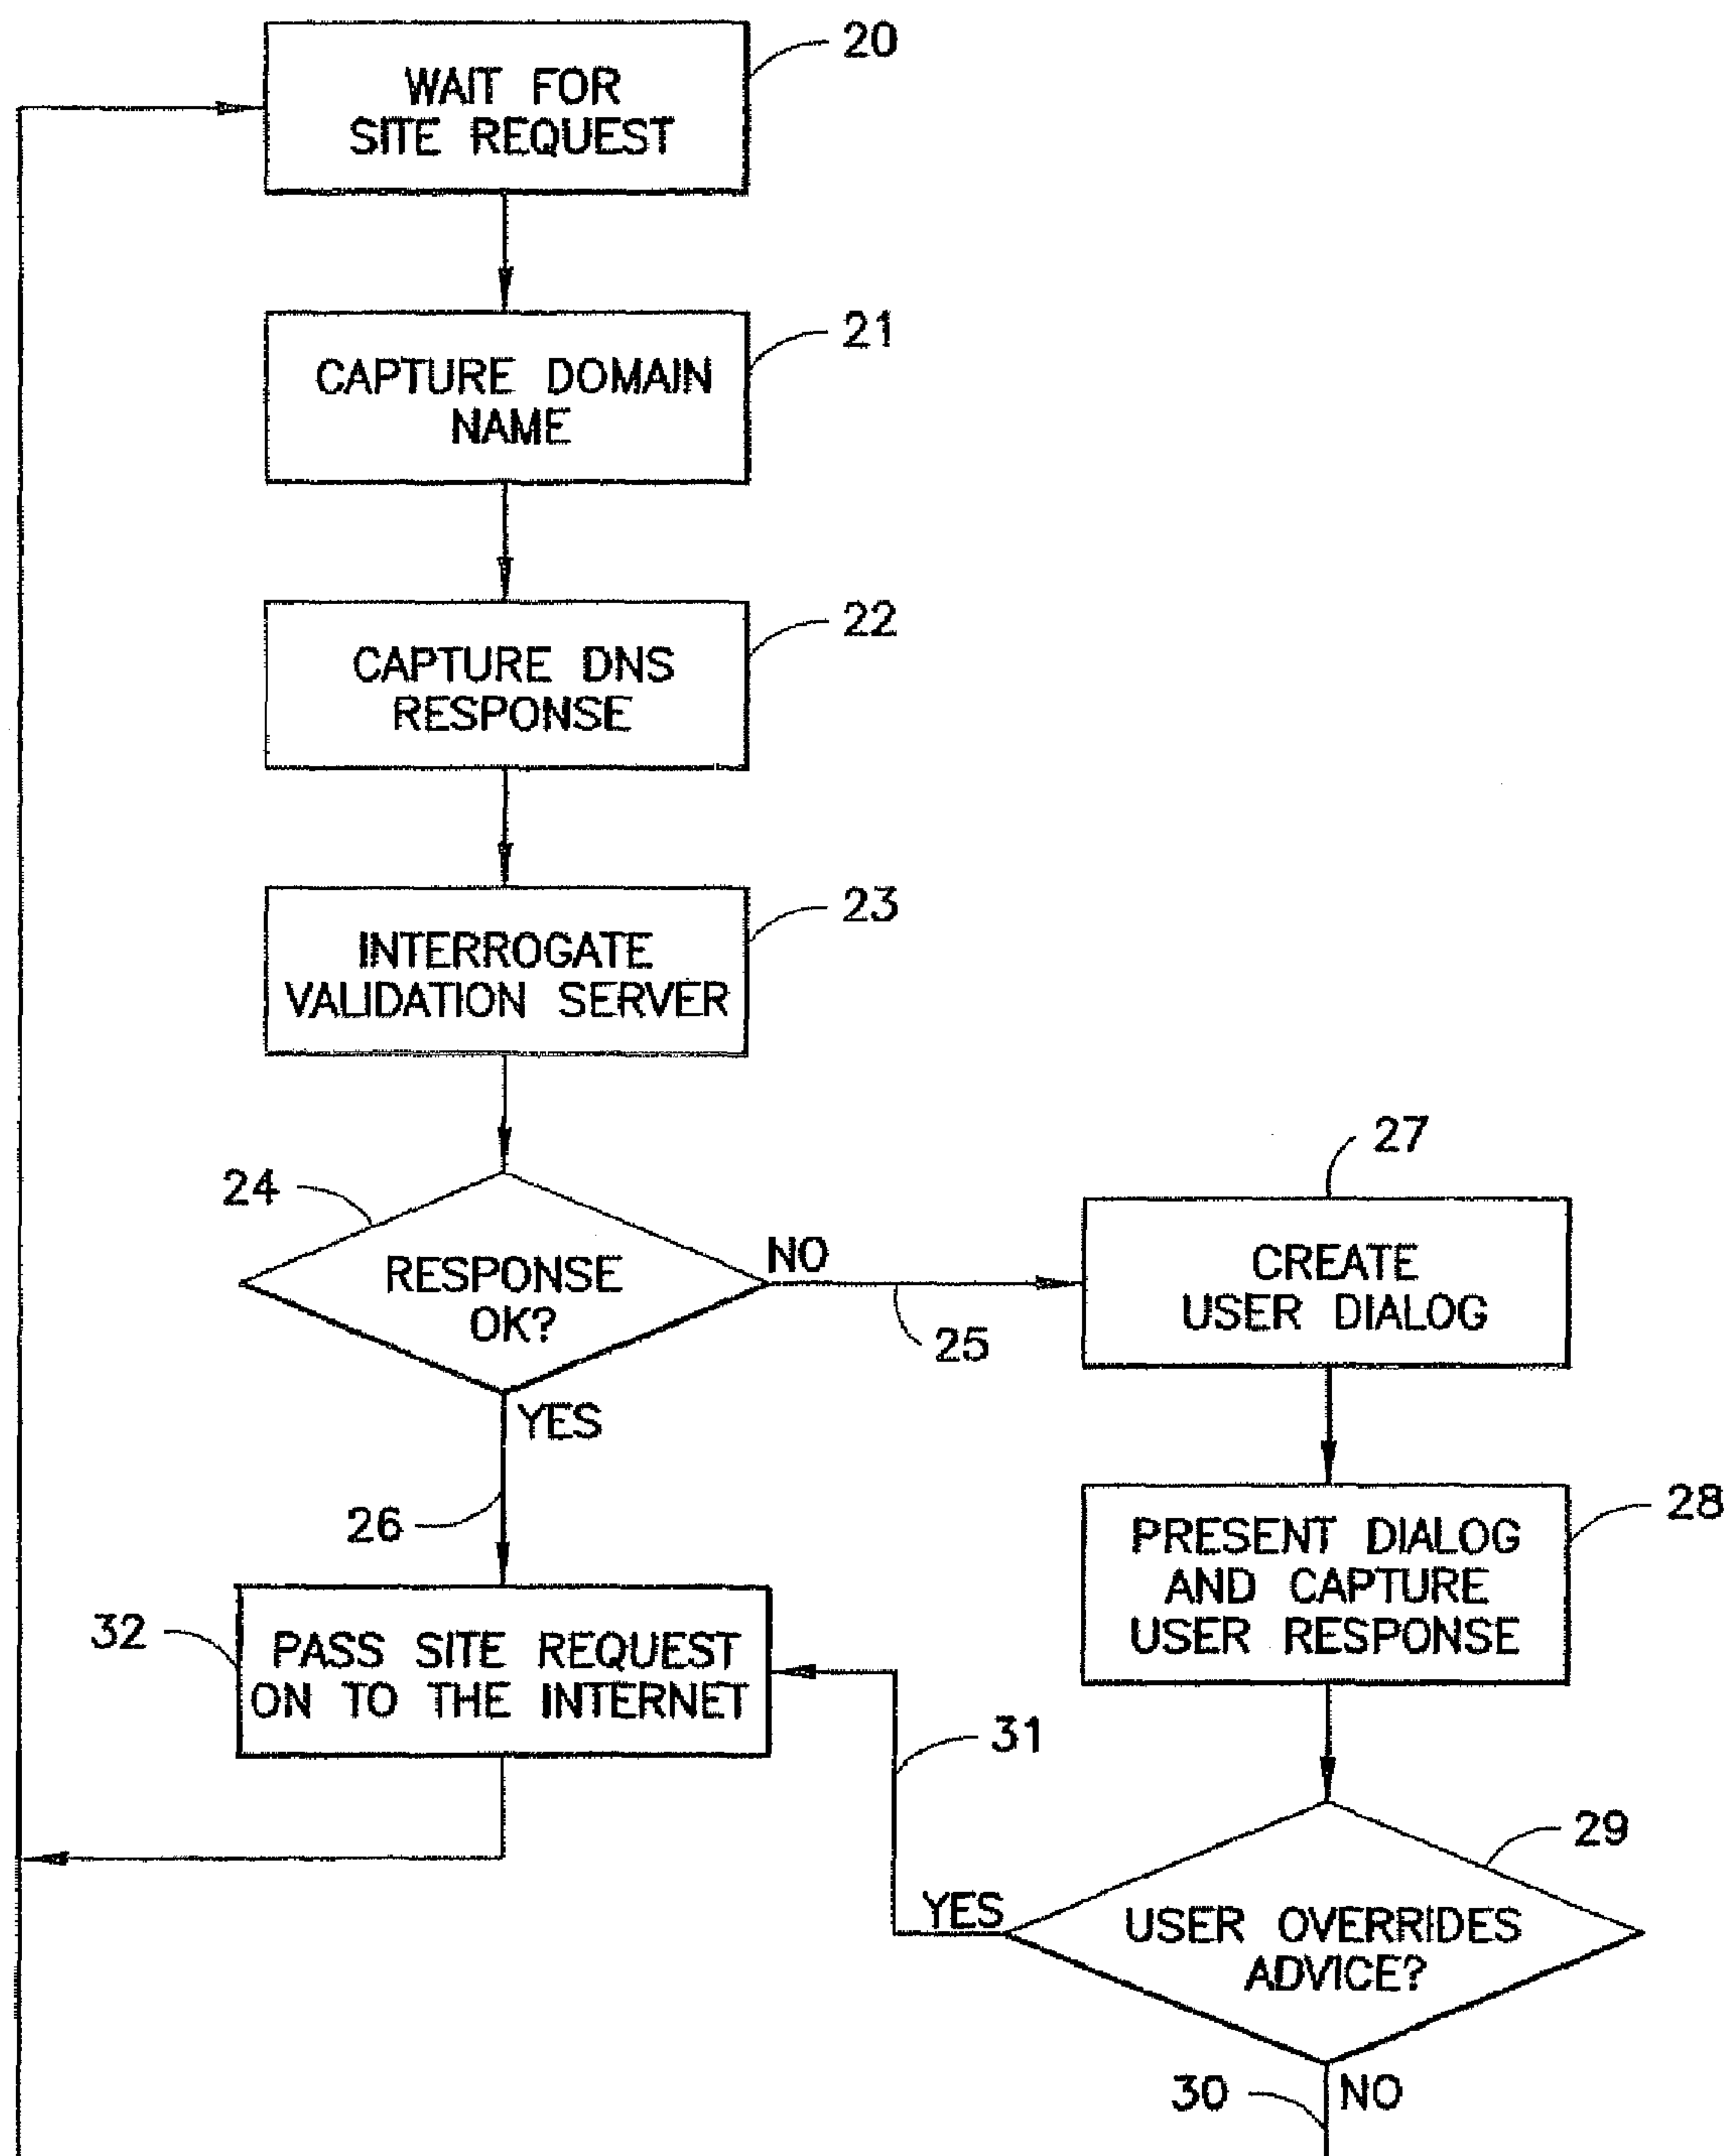 20
WAIT FOR
SITE REQUEST
21
CAPTURE DOMAIN
NAME
22
CAPTURE DNS
RESPONSE
23
INTERROGATE
VALIDATION SERVER
24
RESPONSE
OK?
NO
25
YES
26
27
CREATE
USER DIALOG
28
PRESENT DIALOG
AND CAPTURE
USER RESPONSE
32
PASS SITE REQUEST
ON TO THE INTERNET
31
29
YES
USER OVERRIDES
ADVICE?
30
NO